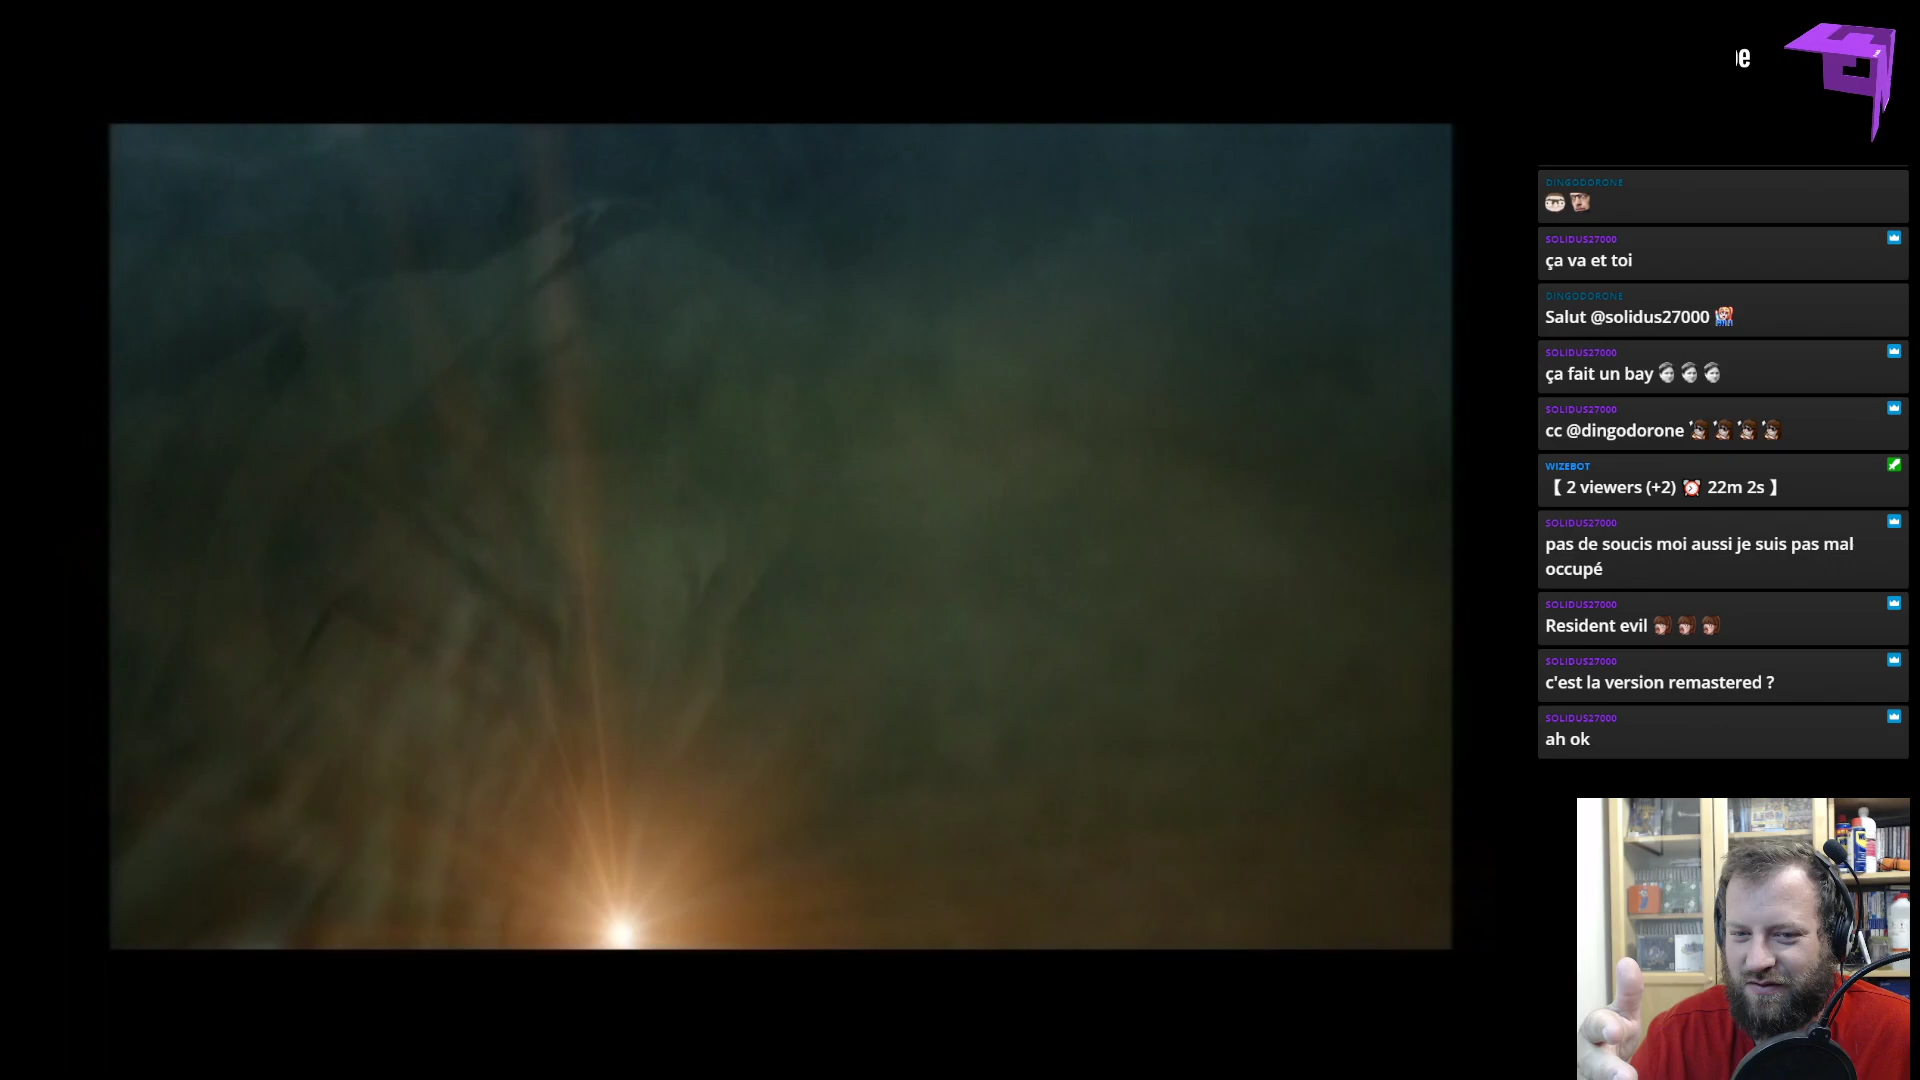 DINGODORONE
SOLIDUS27000
ça va et toi
DINGODORONE
Salut @solidus27000
SOLIDUS27000
ça fait un bay
SOLIDUS27000
cc @dingodorone
WIZEBOT
【 2 viewers (+2) ⏰ 22m 2s 】
SOLIDUS27000
pas de soucis moi aussi je suis pas mal
occupé
SOLIDUS27000
Resident evil
SOLIDUS27000
c'est la version remastered ?
SOLIDUS27000
ah ok